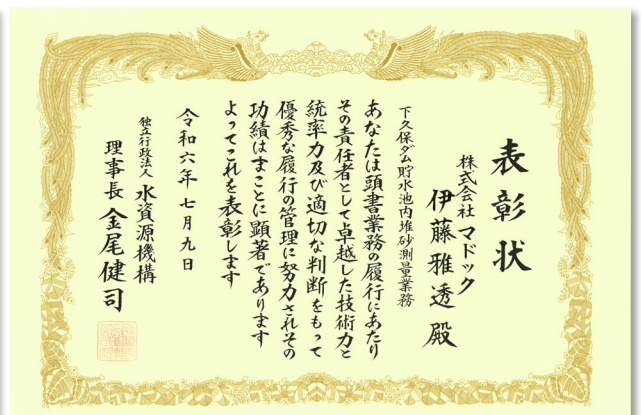 表彰状
株式会社 マドック
伊藤雅透 殿
下久保ダム貯水池内堆砂測量業務
あなたは頭書業務の履行にあたり
その責任者として卓越した技術力と
統率力及び適切な判断をもって
優秀な履行の管理に努力されその
功績はまことに顕著であります
よってこれを表彰します
令和六年七月九日
独立行政法人 水資源機構
理事長 金尾健司